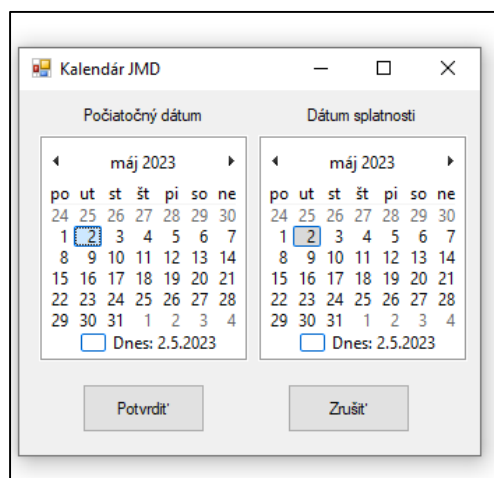 Kalendár JMD
Počiatočný dátum
máj 2023
po ut st št pi so ne
24 25 26 27 28 29 30
1 2 3 4 5 6 7
8 9 10 11 12 13 14
15 16 17 18 19 20 21
22 23 24 25 26 27 28
29 30 31 1 2 3 4
Dnes: 2.5.2023
Dátum splatnosti
máj 2023
po ut st št pi so ne
24 25 26 27 28 29 30
1 2 3 4 5 6 7
8 9 10 11 12 13 14
15 16 17 18 19 20 21
22 23 24 25 26 27 28
29 30 31 1 2 3 4
Dnes: 2.5.2023
Potvrdiť
Zrušiť